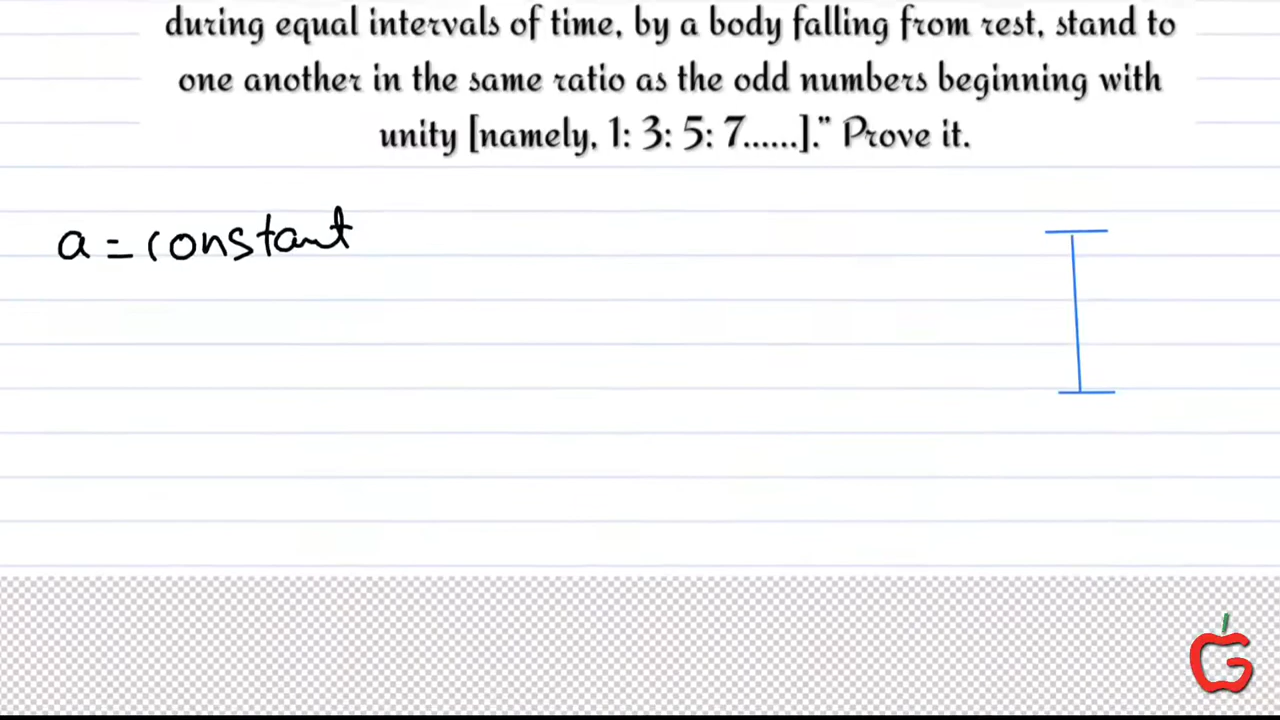 during equal intervals of time, by a body falling from rest, stand to
one another in the same ratio as the odd numbers beginning with
unity [namely, 1: 3: 5: 7......]." Prove it.
a = constant
G